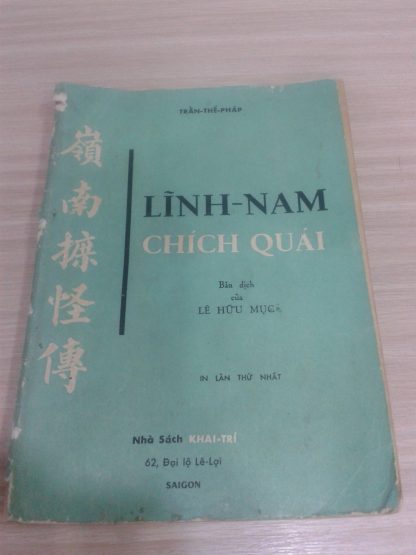 TRẦN-THẾ-PHÁP
嶺南摭怪傳
LĨNH-NAM
CHÍCH QUÁI
Bản dịch
của
LÊ HỮU MỤC
IN LẦN THỨ NHẤT
Nhà Sách KHAI-TRÍ
62, Đại lộ Lê-Lợi
SAIGON